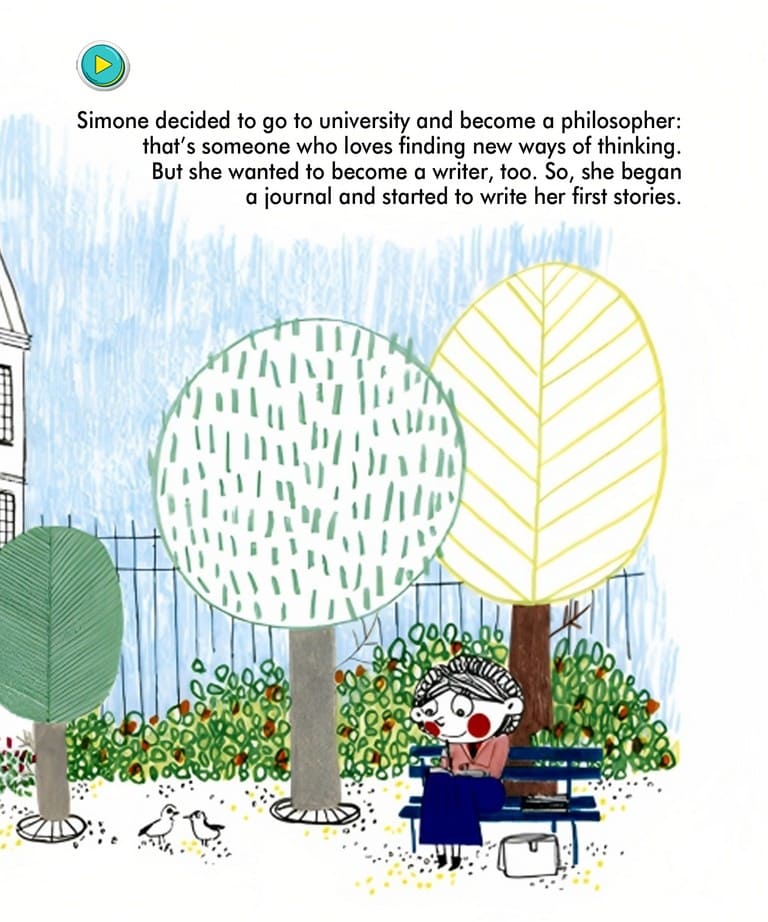 Simone decided to go to university and become a philosopher:
that’s someone who loves finding new ways of thinking.
But she wanted to become a writer, too. So, she began
a journal and started to write her first stories.